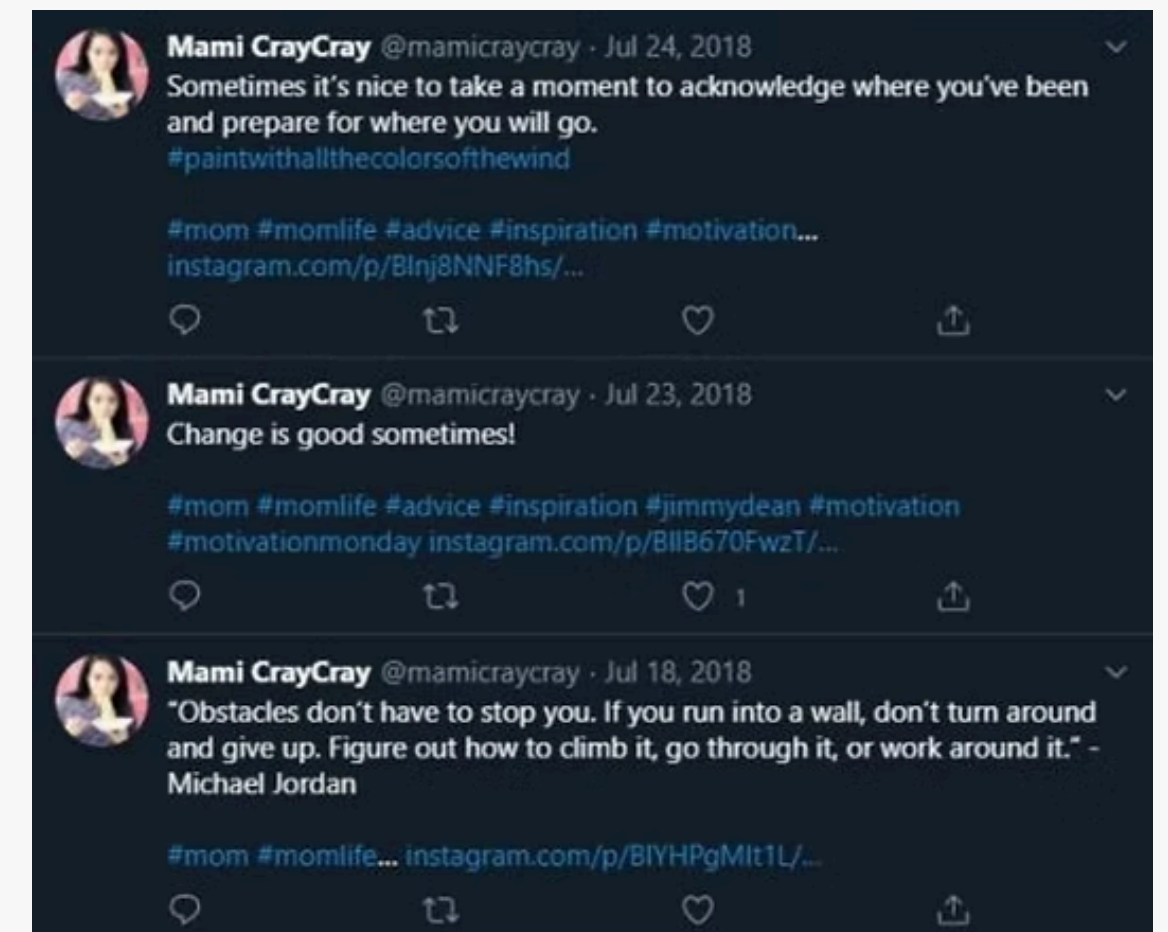 Mami CrayCray @mamicraycray · Jul 24, 2018
Sometimes it's nice to take a moment to acknowledge where you've been
and prepare for where you will go.
#paintwithallthecolorsofthewind
#mom #momlife #advice #inspiration #motivation...
instagram.com/p/BInj8NNF8hs/...
Mami CrayCray @mamicraycray · Jul 23, 2018
Change is good sometimes!
#mom #momlife #advice #inspiration #jimmydean #motivation
#motivationmonday instagram.com/p/BIlB670FwzT/...
1
Mami CrayCray @mamicraycray · Jul 18, 2018
"Obstacles don't have to stop you. If you run into a wall, don't turn around
and give up. Figure out how to climb it, go through it, or work around it." -
Michael Jordan
#mom #momlife... instagram.com/p/BIYHPgMIt1L/...